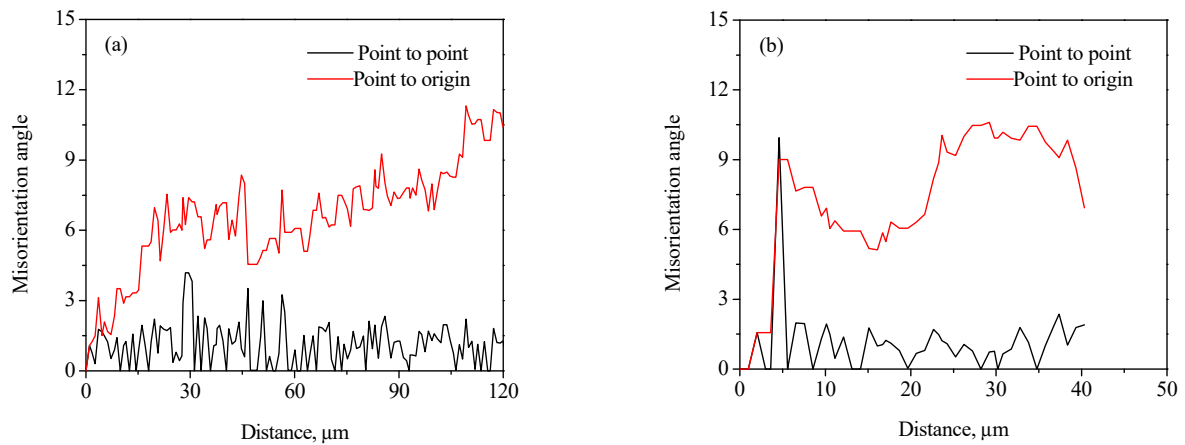 15
12
9
6
3
0
(a)
Point to point
Point to origin
Misorientation angle
0
30
60
90
120
Distance, μm
15
12
9
6
3
0
(b)
Point to point
Point to origin
Misorientation angle
0
10
20
30
40
50
Distance, μm